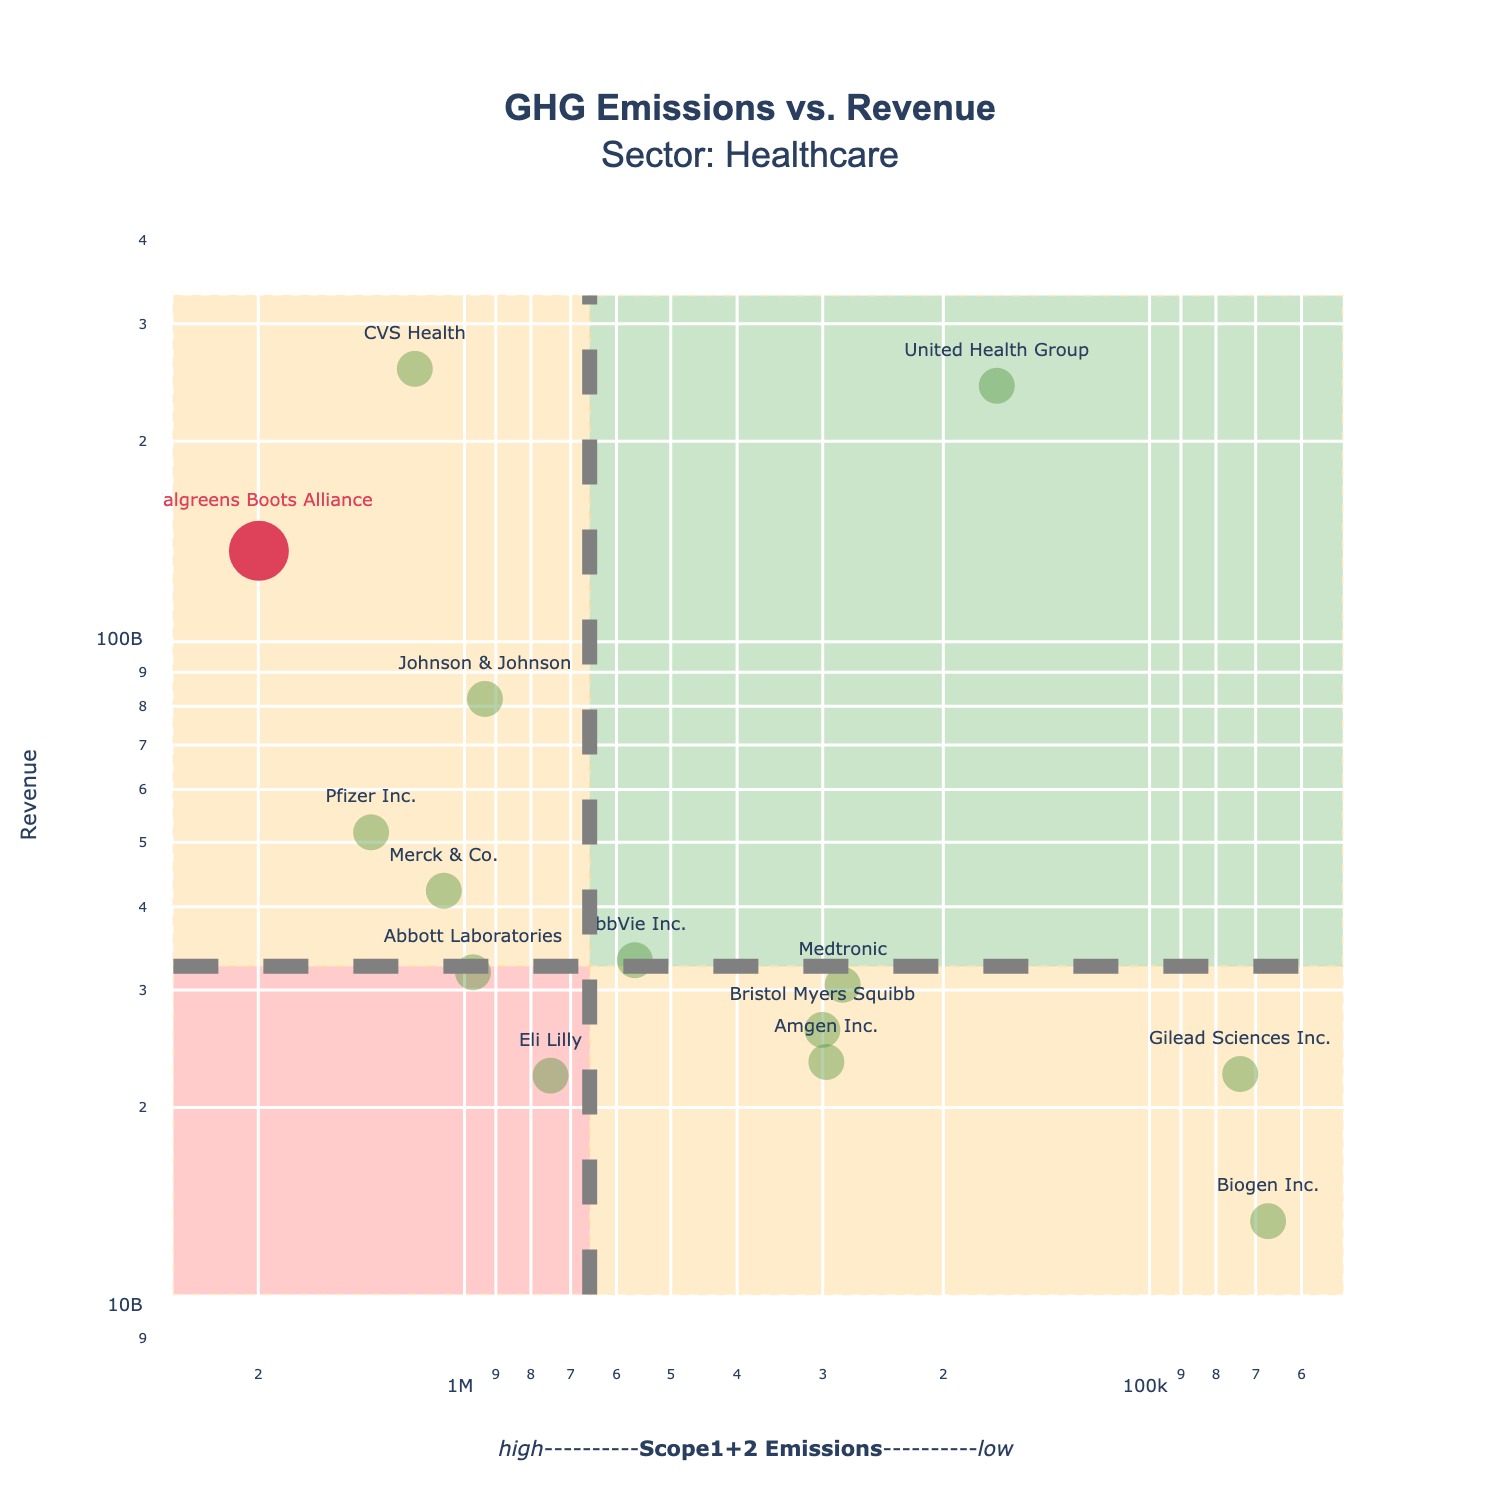 GHG Emissions vs. Revenue
Sector: Healthcare
4
3
CVS Health
United Health Group
2
algreens Boots Alliance
100B
Johnson & Johnson
9
8
7
Pfizer Inc.
6
5
Merck & Co.
4
bbVie Inc.
Abbott Laboratories
Medtronic
3
Bristol Myers Squibb
Amgen Inc.
Eli Lilly
Gilead Sciences Inc.
2
Biogen Inc.
10B
9
Revenue
2
1M
9
8
7
6
5
4
3
2
100k
9
8
7
6
high----------Scope1+2 Emissions----------low